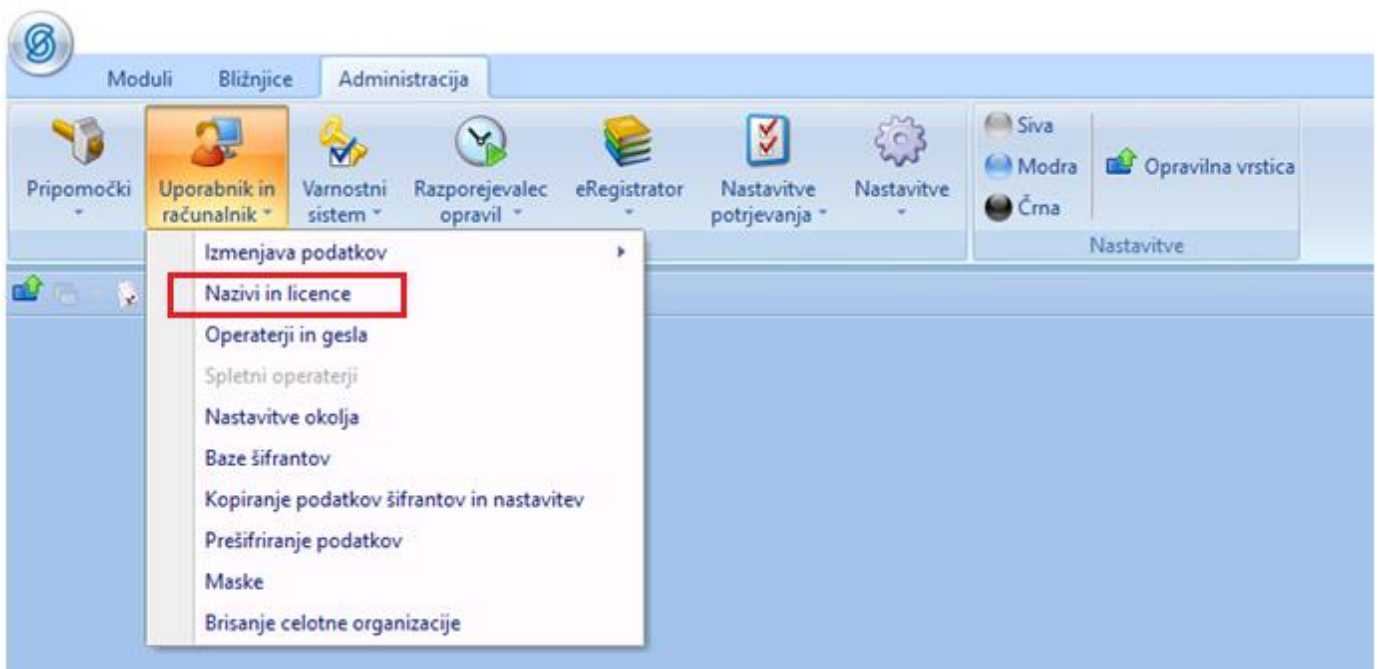 Moduli Bližnjice Administracija
Pripomočki
Uporabnik in
računalnik
Varnostni
sistem
Razporejevalec
opravil
eRegistrator
Nastavitve
potrjevanja
Nastavitve
Siva
Modra
Črna
Opravilna vrstica
Nastavitve
Izmenjava podatkov
Nazivi in licence
Operaterji in gesla
Spletni operaterji
Nastavitve okolja
Baze šifrantov
Kopiranje podatkov šifrantov in nastavitev
Prešifriranje podatkov
Maske
Brisanje celotne organizacije